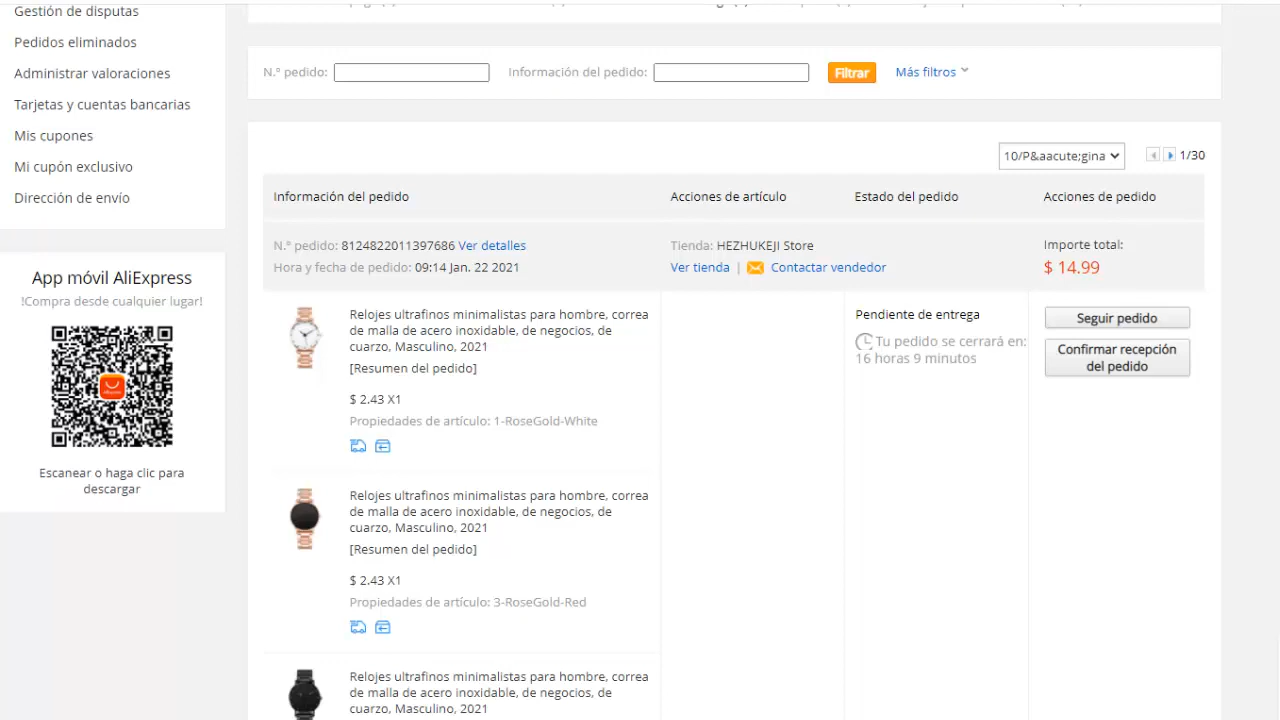 Gestión de disputas
Pedidos eliminados
Administrar valoraciones
Tarjetas y cuentas bancarias
Mis cupones
Mi cupón exclusivo
Dirección de envío
App móvil AliExpress
!Compra desde cualquier lugar!
Escanear o haga clic para
descargar
N.º pedido:
Información del pedido:
Filtrar
Más filtros
10/P&aacute;gina
1/30
Información del pedido
Acciones de artículo
Estado del pedido
Acciones de pedido
N.º pedido: 8124822011397686 Ver detalles
Hora y fecha de pedido: 09:14 Jan. 22 2021
Tienda: HEZHUKEJI Store
Ver tienda | Contactar vendedor
Importe total:
$ 14.99
Relojes ultrafinos minimalistas para hombre, correa
de malla de acero inoxidable, de negocios, de
cuarzo, Masculino, 2021
[Resumen del pedido]
$ 2.43 X1
Propiedades de artículo: 1-RoseGold-White
Pendiente de entrega
Tu pedido se cerrará en:
16 horas 9 minutos
Seguir pedido
Confirmar recepción
del pedido
Relojes ultrafinos minimalistas para hombre, correa
de malla de acero inoxidable, de negocios, de
cuarzo, Masculino, 2021
[Resumen del pedido]
$ 2.43 X1
Propiedades de artículo: 3-RoseGold-Red
Relojes ultrafinos minimalistas para hombre, correa
de malla de acero inoxidable, de negocios, de
cuarzo, Masculino, 2021